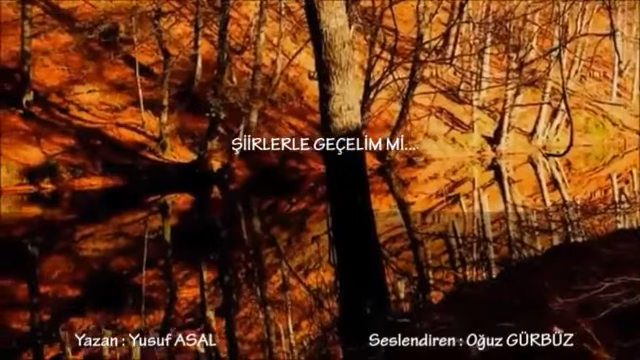 ŞİİRLERLE GEÇELİM Mİ...
Yazan : Yusuf ASAL
Seslendiren : Oğuz GÜRBÜZ